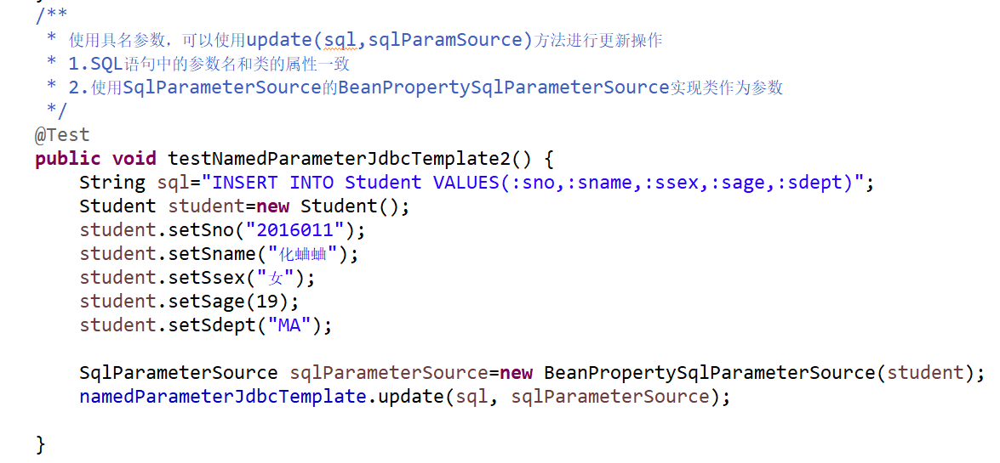 /**
 * 使用具名参数，可以使用update(sql,sqlParamSource)方法进行更新操作
 * 1.SQL语句中的参数名和类的属性一致
 * 2.使用SqlParameterSource的BeanPropertySqlParameterSource实现类作为参数
 */
@Test
public void testNamedParameterJdbcTemplate2() {
    String sql="INSERT INTO Student VALUES(:sno,:sname,:ssex,:sage,:sdept)";
    Student student=new Student();
    student.setSno("2016011");
    student.setSname("化蛐蛐");
    student.setSsex("女");
    student.setSage(19);
    student.setSdept("MA");
    SqlParameterSource sqlParameterSource=new BeanPropertySqlParameterSource(student);
    namedParameterJdbcTemplate.update(sql, sqlParameterSource);
}